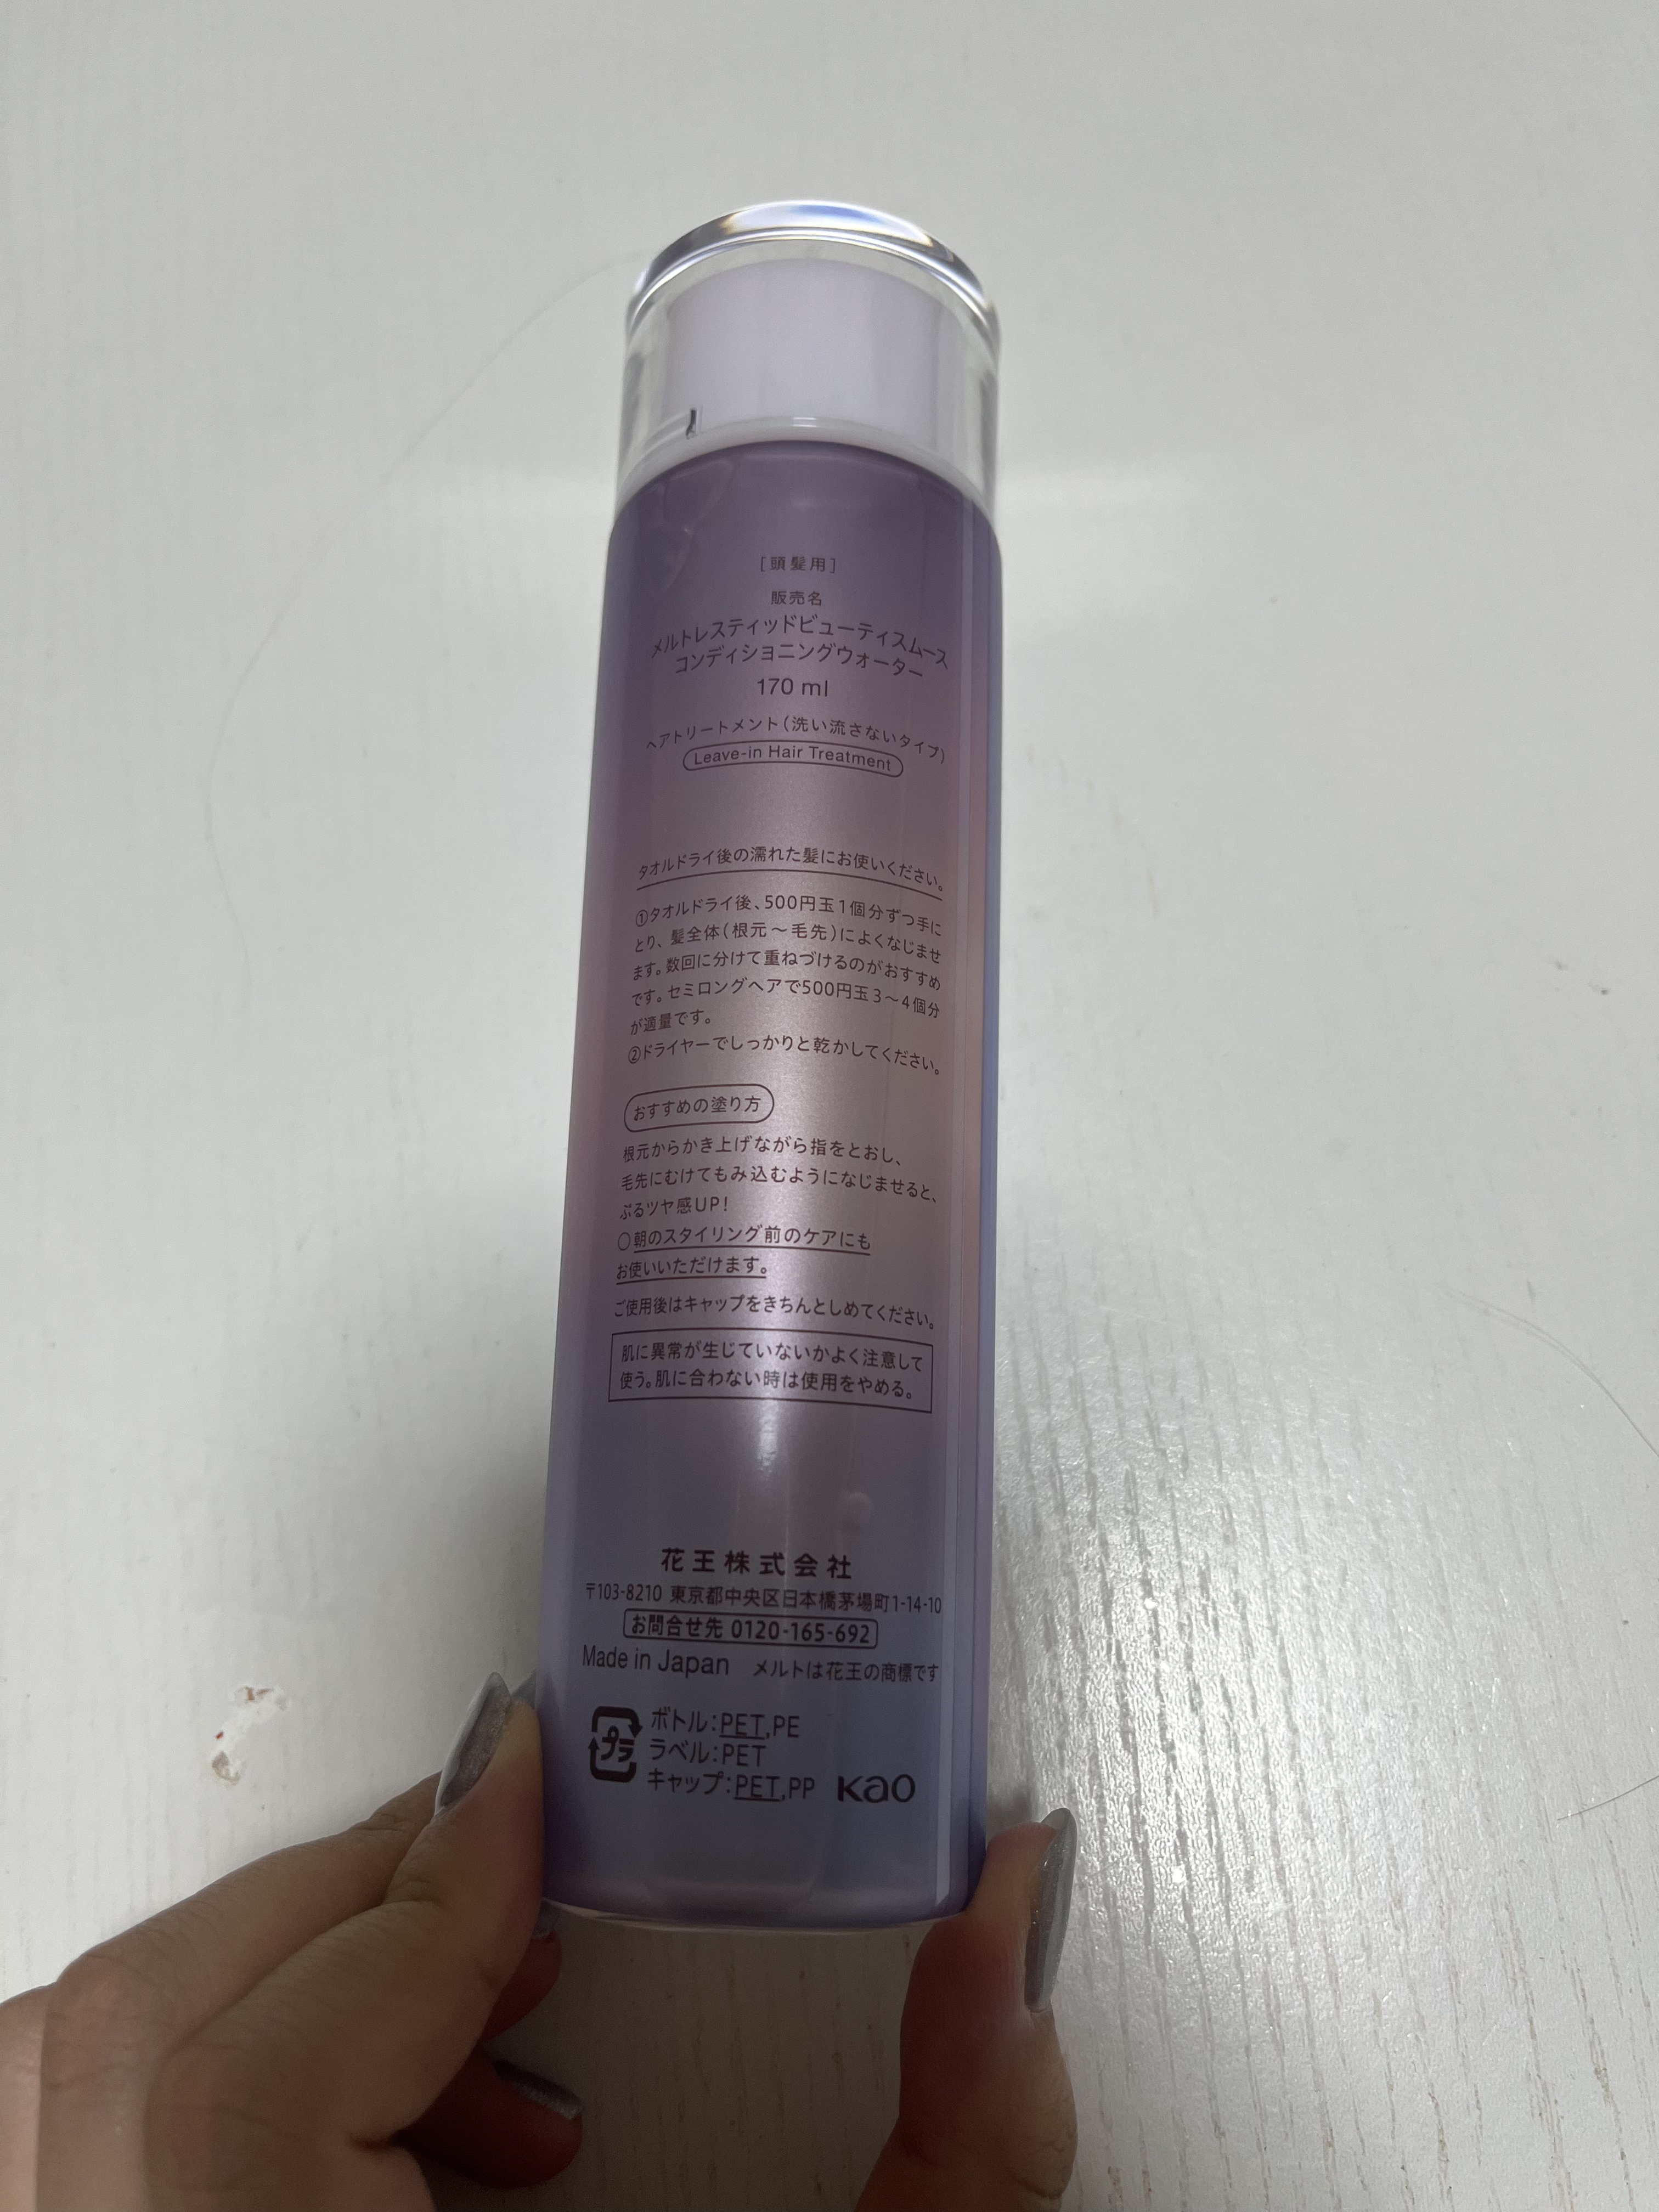 [頭髪用]
販売名
メルトレスティッドビューティスムース
コンディショニングウォーター
170 ml
ヘアトリートメント(洗い流さないタイプ)
Leave-in Hair Treatment
タオルドライ後の濡れた髪にお使いください。
①タオルドライ後、500円玉1個分ずつ手に
とり、髪全体(根元～毛先)によくなじませ
ます。数回に分けて重ねづけるのがおすすめ
です。セミロングヘアで500円玉3～4個分
が適量です。
②ドライヤーでしっかりと乾かしてください。
おすすめの塗り方
根元からかき上げながら指をとおし、
毛先にむけてもみ込むようになじませると、
ぷるツヤ感UP!
○朝のスタイリング前のケアにも
お使いいただけます。
ご使用後はキャップをきちんとしめてください。
肌に異常が生じていないかよく注意して
使う。肌に合わない時は使用をやめる。
花王株式会社
〒103-8210 東京都中央区日本橋茅場町1-14-10
お問合せ先 0120-165-692
Made in Japan メルトは花王の商標です
プラ
ボトル:PET,PE
ラベル:PET
キャップ:PET,PP
Kao